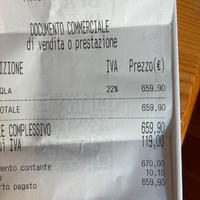 DOCUMENTO COMMERCIALE
di vendita o prestazione
IZIONE IVA Prezzo(€)
QLA 22% 659,90
OTALE 659,90
E COMPLESSIVO 659,90
di IVA 119,00
mento contante 670,00
o 10,10
rto pagato 659,90